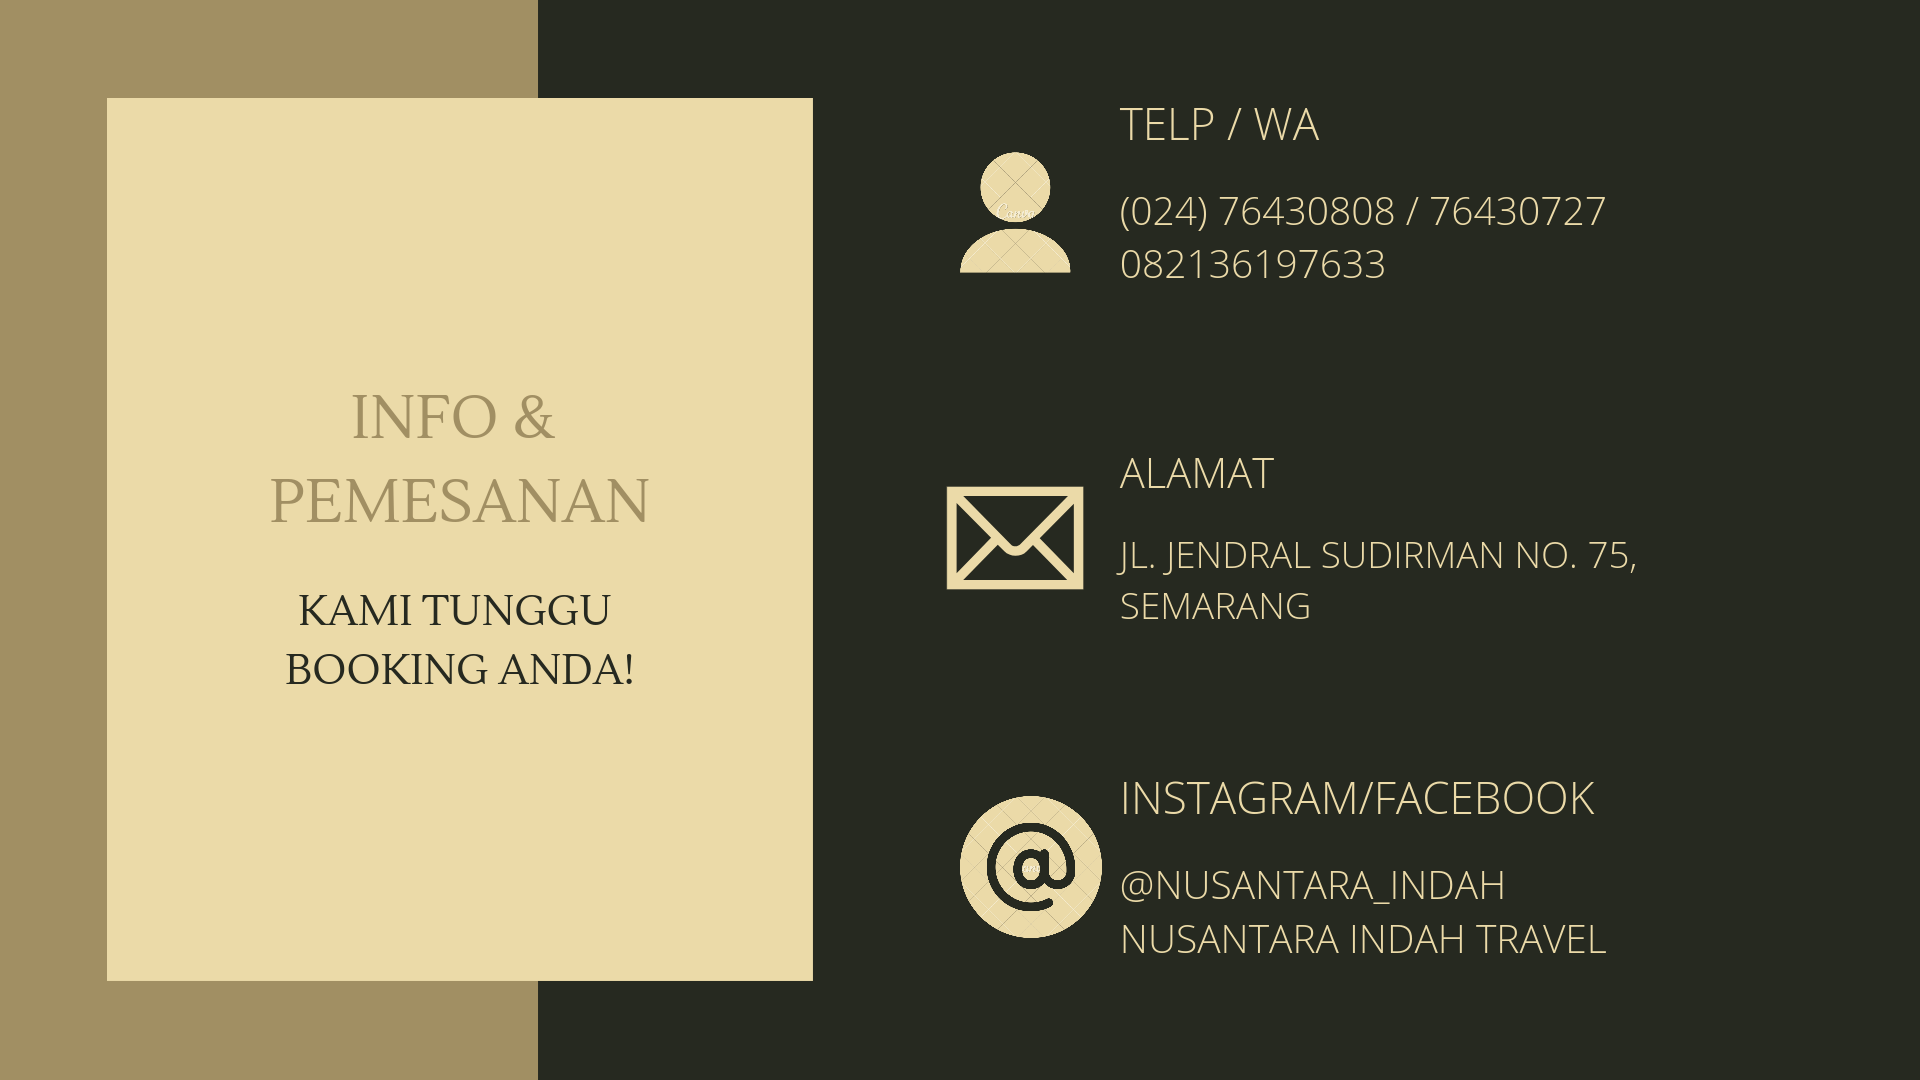 INFO &
PEMESANAN
KAMI TUNGGU
BOOKING ANDA!
TELP / WA
(024) 76430808 / 76430727
082136197633
ALAMAT
JL. JENDRAL SUDIRMAN NO. 75,
SEMARANG
INSTAGRAM/FACEBOOK
@NUSANTARA_INDAH
NUSANTARA INDAH TRAVEL
Canva